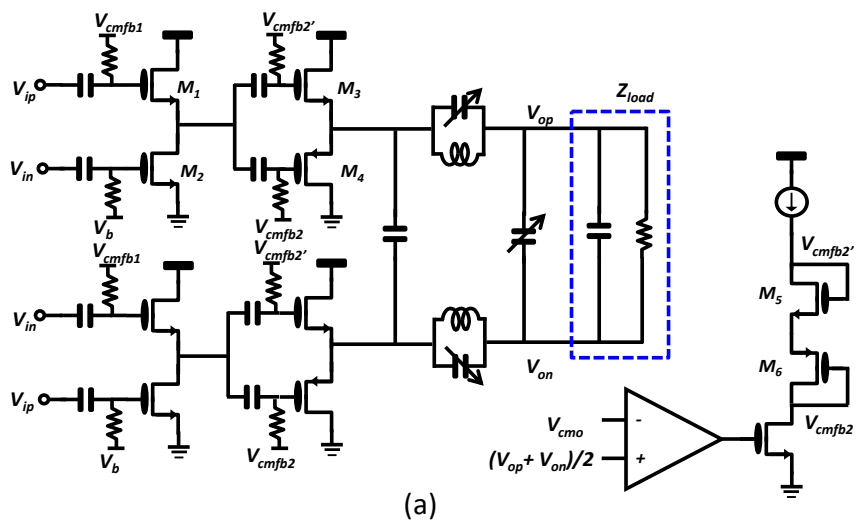 V_cmfb1
V_cmfb2'
V_ip
M_1
M_3
V_in
M_2
M_4
V_b
V_cmfb2
V_cmfb1
V_cmfb2'
V_in
V_ip
V_b
V_cmfb2
V_op
Z_load
V_on
V_cmfb2'
M_5
M_6
V_cmfb2
V_cmo
-
(V_op + V_on)/2
+
(a)